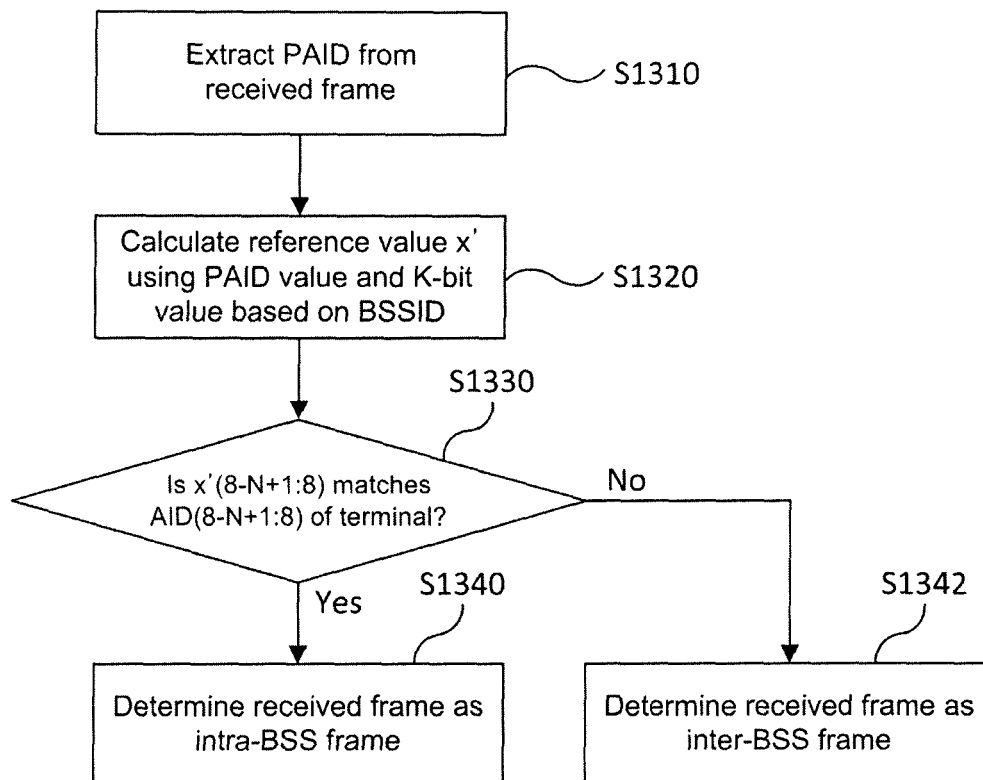 Extract PAID from
received frame
S1310
Calculate reference value x'
using PAID value and K-bit
value based on BSSID
S1320
S1330
Is x'(8-N+1:8) matches
AID(8-N+1:8) of terminal?
No
Yes
S1340
S1342
Determine received frame as
intra-BSS frame
Determine received frame as
inter-BSS frame